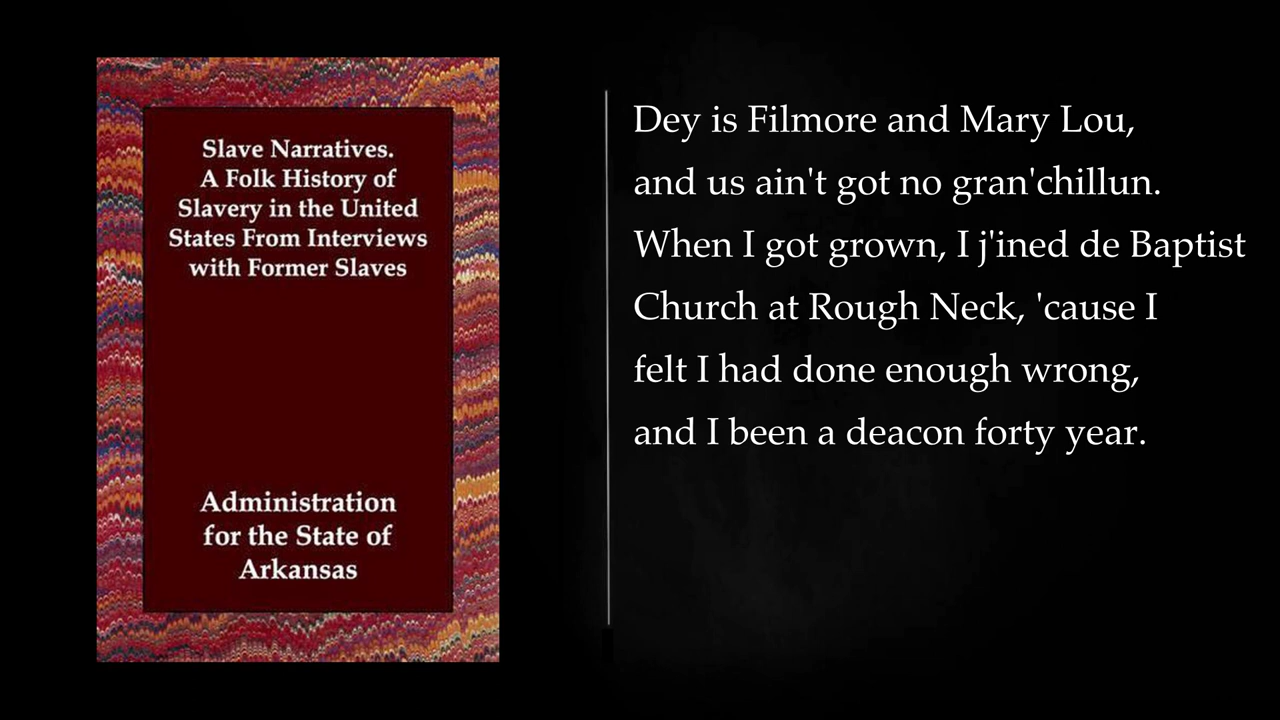 Slave Narratives.
A Folk History of
Slavery in the United
States From Interviews
with Former Slaves
Administration
for the State of
Arkansas
Dey is Filmore and Mary Lou,
and us ain't got no gran'chillun.
When I got grown, I j'ined de Baptist
Church at Rough Neck, 'cause I
felt I had done enough wrong,
and I been a deacon forty year.